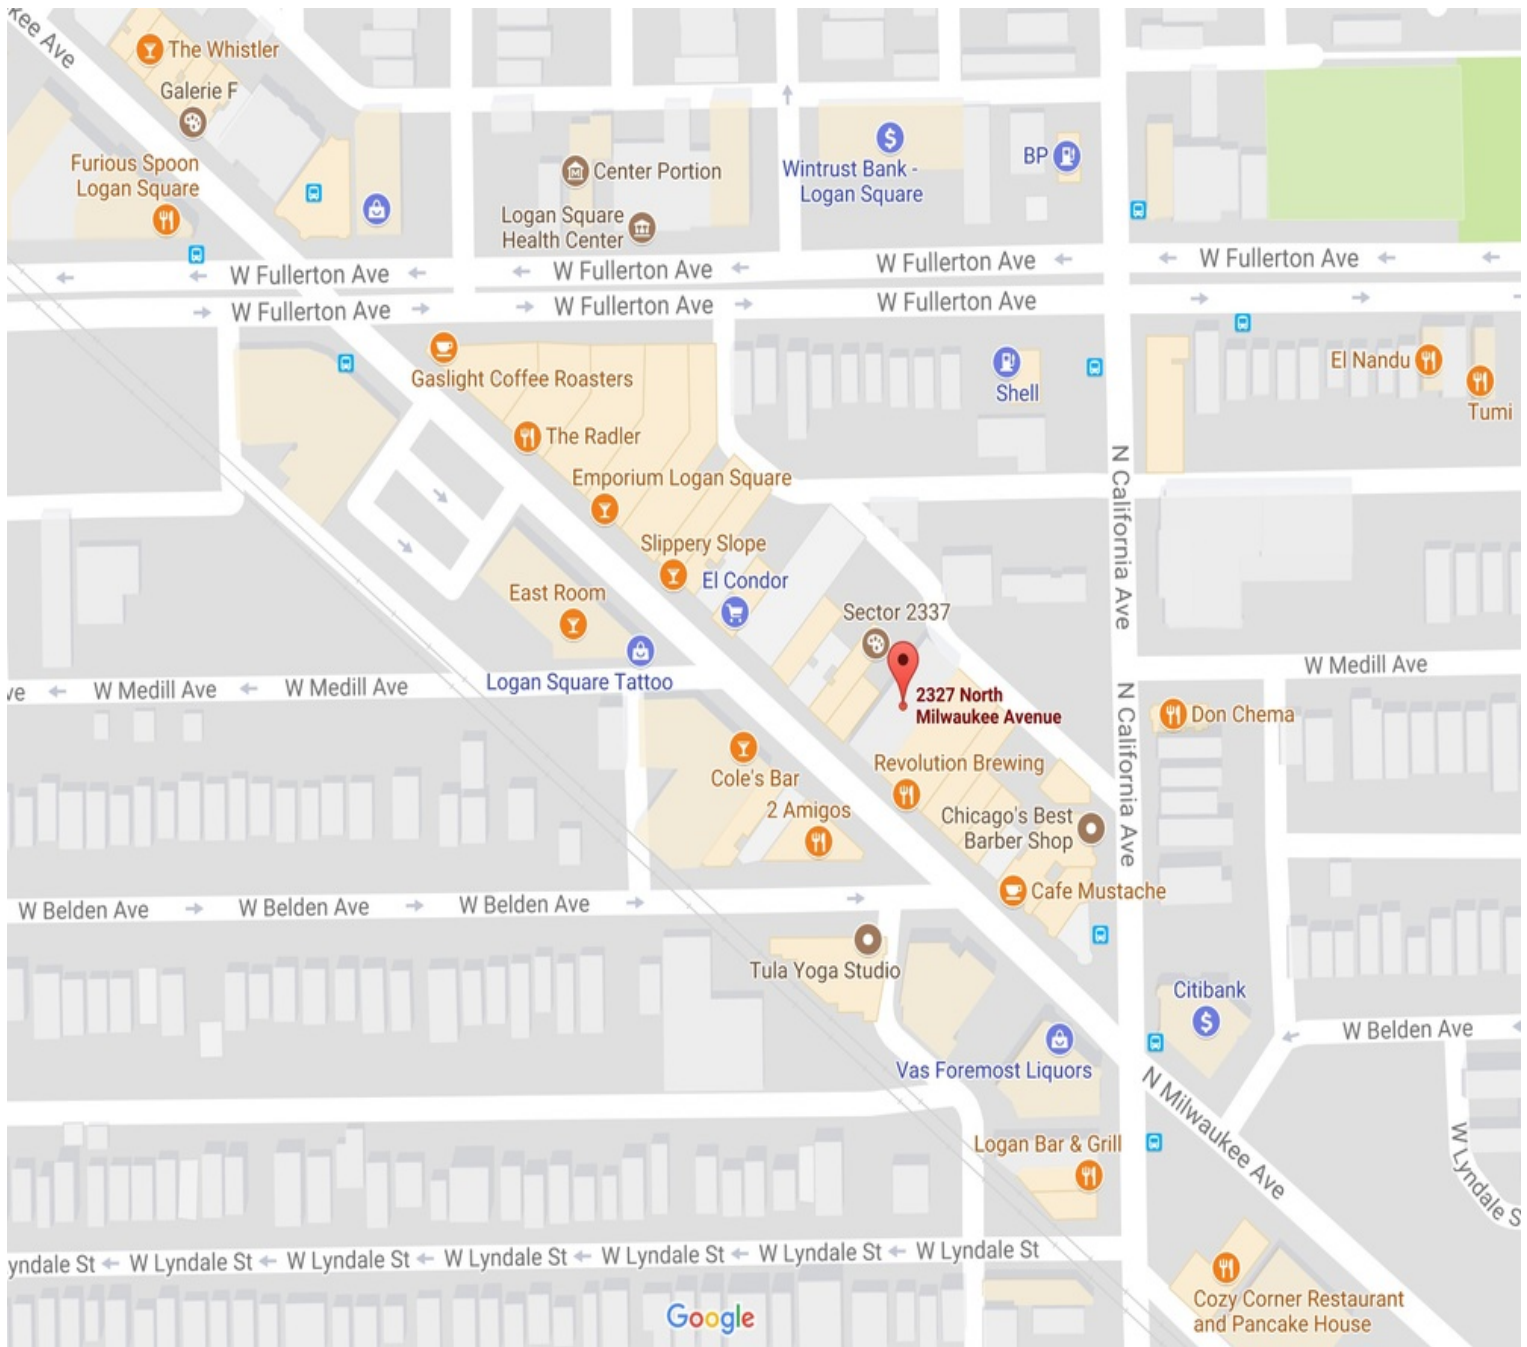 kee Ave
The Whistler
Galerie F
Furious Spoon
Logan Square
Center Portion
Logan Square
Health Center
Wintrust Bank -
Logan Square
BP
W Fullerton Ave
W Fullerton Ave
W Fullerton Ave
W Fullerton Ave
W Fullerton Ave
W Fullerton Ave
W Fullerton Ave
Gaslight Coffee Roasters
Shell
El Nandu
Tumi
The Radler
Emporium Logan Square
N California Ave
Slippery Slope
El Condor
East Room
Sector 2337
Logan Square Tattoo
ve
W Medill Ave
W Medill Ave
W Medill Ave
2327 North
Milwaukee Avenue
N California Ave
Don Chema
Cole's Bar
Revolution Brewing
2 Amigos
Chicago's Best
Barber Shop
Cafe Mustache
W Belden Ave
W Belden Ave
W Belden Ave
Tula Yoga Studio
Citibank
W Belden Ave
Vas Foremost Liquors
N Milwaukee Ave
Logan Bar & Grill
W Lyndale S
yndale St
W Lyndale St
W Lyndale St
W Lyndale St
W Lyndale St
W Lyndale St
W Lyndale St
Cozy Corner Restaurant
and Pancake House
Google